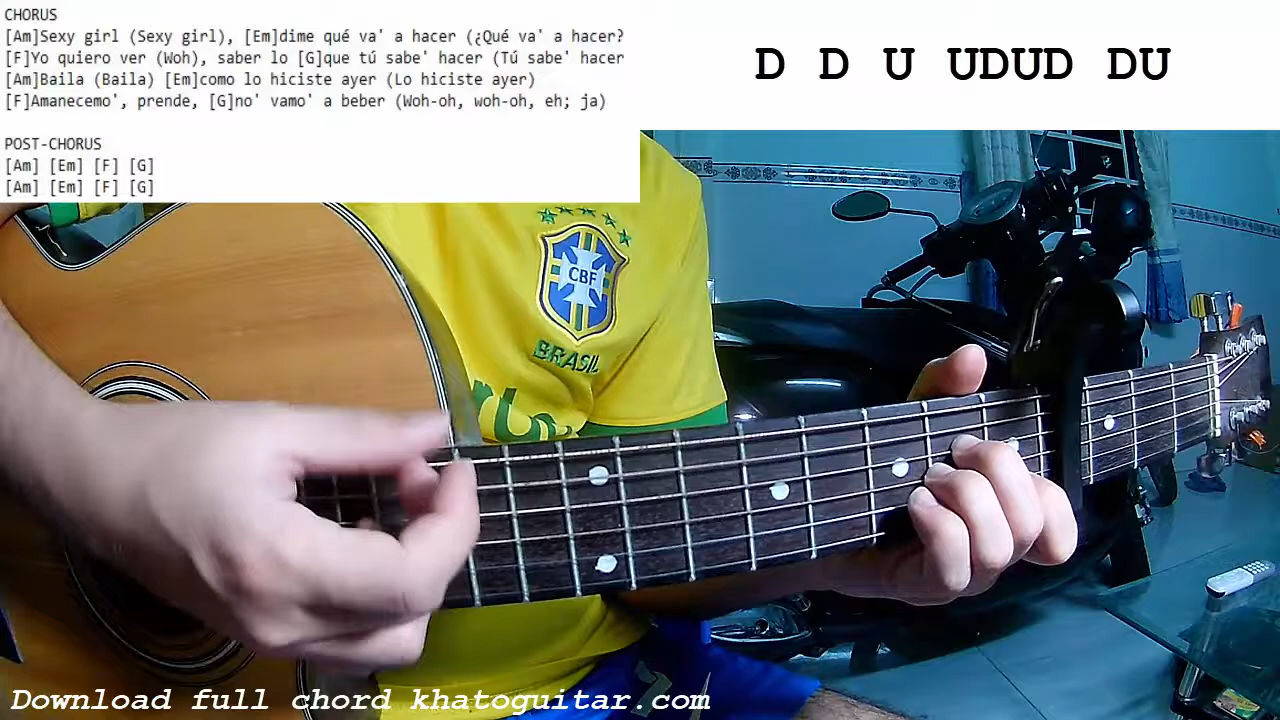 CHORUS
[Am]Sexy girl (Sexy girl), [Em]dime qué va' a hacer (¿Qué va' a hacer?
[F]Yo quiero ver (Woh), saber lo [G]que tú sabe' hacer (Tú sabe' hacer
[Am]Baila (Baila) [Em]como lo hiciste ayer (Lo hiciste ayer)
[F]Amanecemo', prende, [G]no' vamo' a beber (Woh-oh, woh-oh, eh; ja)
POST-CHORUS
[Am] [Em] [F] [G]
[Am] [Em] [F] [G]
D D U UDUD DU
CBF
BRASIL
Download full chord khatoguitar.com